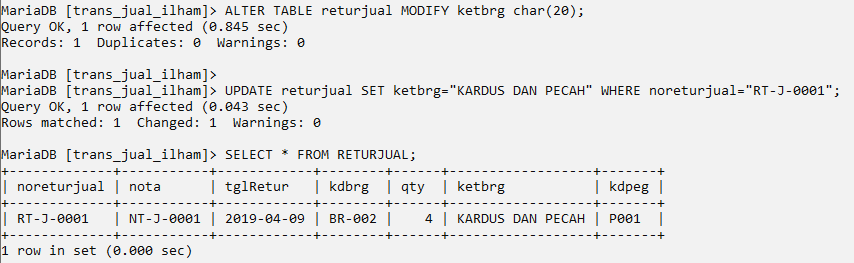 MariaDB [trans_jual_ilham]> ALTER TABLE returjual MODIFY ketbrg char(20);
Query OK, 1 row affected (0.845 sec)
Records: 1  Duplicates: 0  Warnings: 0

MariaDB [trans_jual_ilham]>
MariaDB [trans_jual_ilham]> UPDATE returjual SET ketbrg="KARDUS DAN PECAH" WHERE noreturjual="RT-J-0001";
Query OK, 1 row affected (0.043 sec)
Rows matched: 1  Changed: 1  Warnings: 0

MariaDB [trans_jual_ilham]> SELECT * FROM RETURJUAL;
+-------------+-----------+------------+--------+-----+------------------+-------+
| noreturjual | nota      | tglRetur   | kdbrg  | qty | ketbrg           | kdpeg |
+-------------+-----------+------------+--------+-----+------------------+-------+
| RT-J-0001   | NT-J-0001 | 2019-04-09 | BR-002 |   4 | KARDUS DAN PECAH | P001  |
+-------------+-----------+------------+--------+-----+------------------+-------+
1 row in set (0.000 sec)